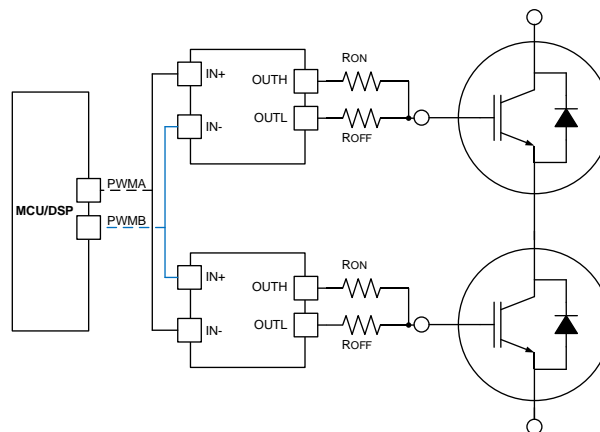 IN+
OUTH
RON
IN-
OUTL
ROFF
MCU/DSP
PWMA
PWMB
IN+
OUTH
RON
IN-
OUTL
ROFF